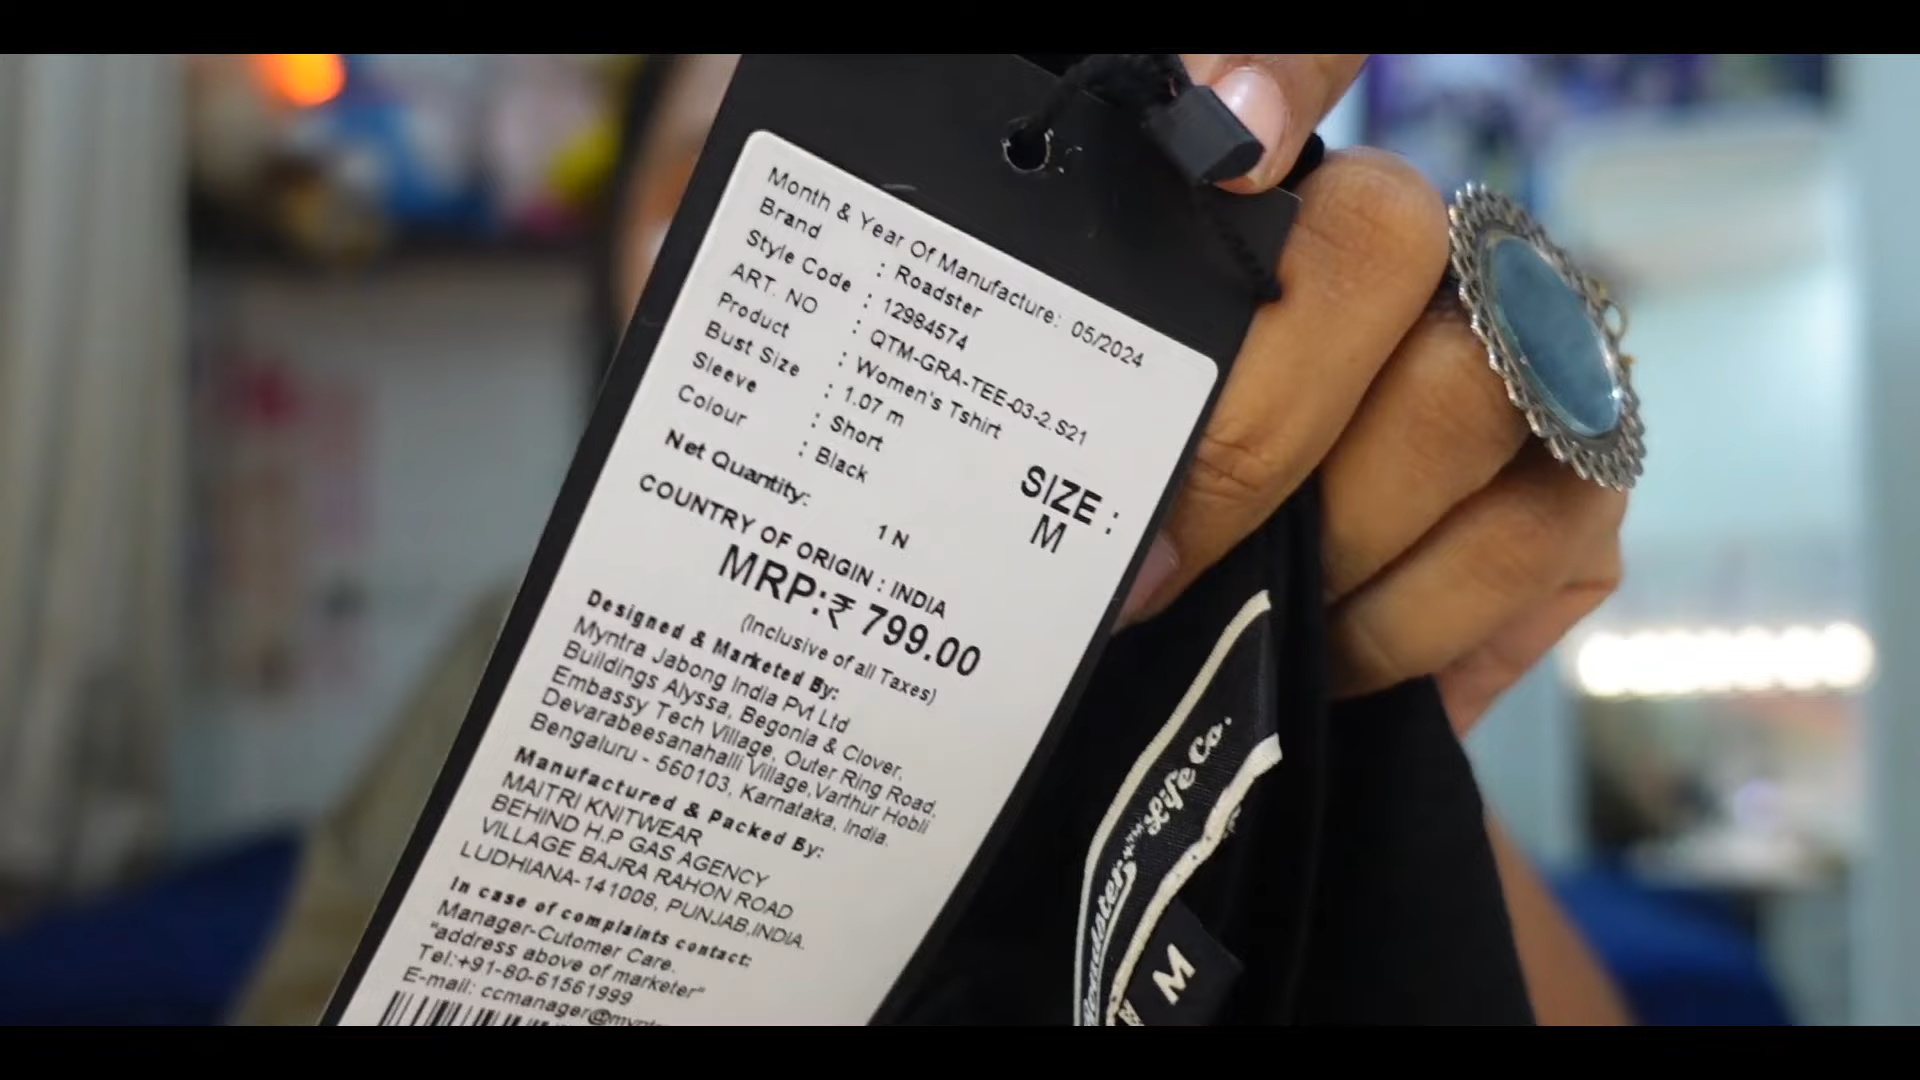 Month & Year Of Manufacture: 05/2024
Brand : Roadster
Style Code : 12984574
ART. NO : QTM-GRA-TEE-03-2.S21
Product : Women's Tshirt
Bust Size : 1.07 m
Sleeve : Short
Colour : Black
SIZE :
M
Net Quantity: 1 N
COUNTRY OF ORIGIN : INDIA
MRP:₹ 799.00
(Inclusive of all Taxes)
Designed & Marketed By:
Myntra Jabong India Pvt Ltd
Buildings Alyssa, Begonia & Clover,
Embassy Tech Village, Outer Ring Road,
Devarabeesanahalli Village,Varthur Hobli
Bengaluru - 560103, Karnataka, India.
Manufactured & Packed By:
MAITRI KNITWEAR
BEHIND H.P GAS AGENCY
VILLAGE BAJRA RAHON ROAD
LUDHIANA-141008, PUNJAB,INDIA.
In case of complaints contact:
Manager-Cutomer Care.
"address above of marketer"
Tel:+91-80-61561999
E-mail: ccmanager@
Life Co.
M